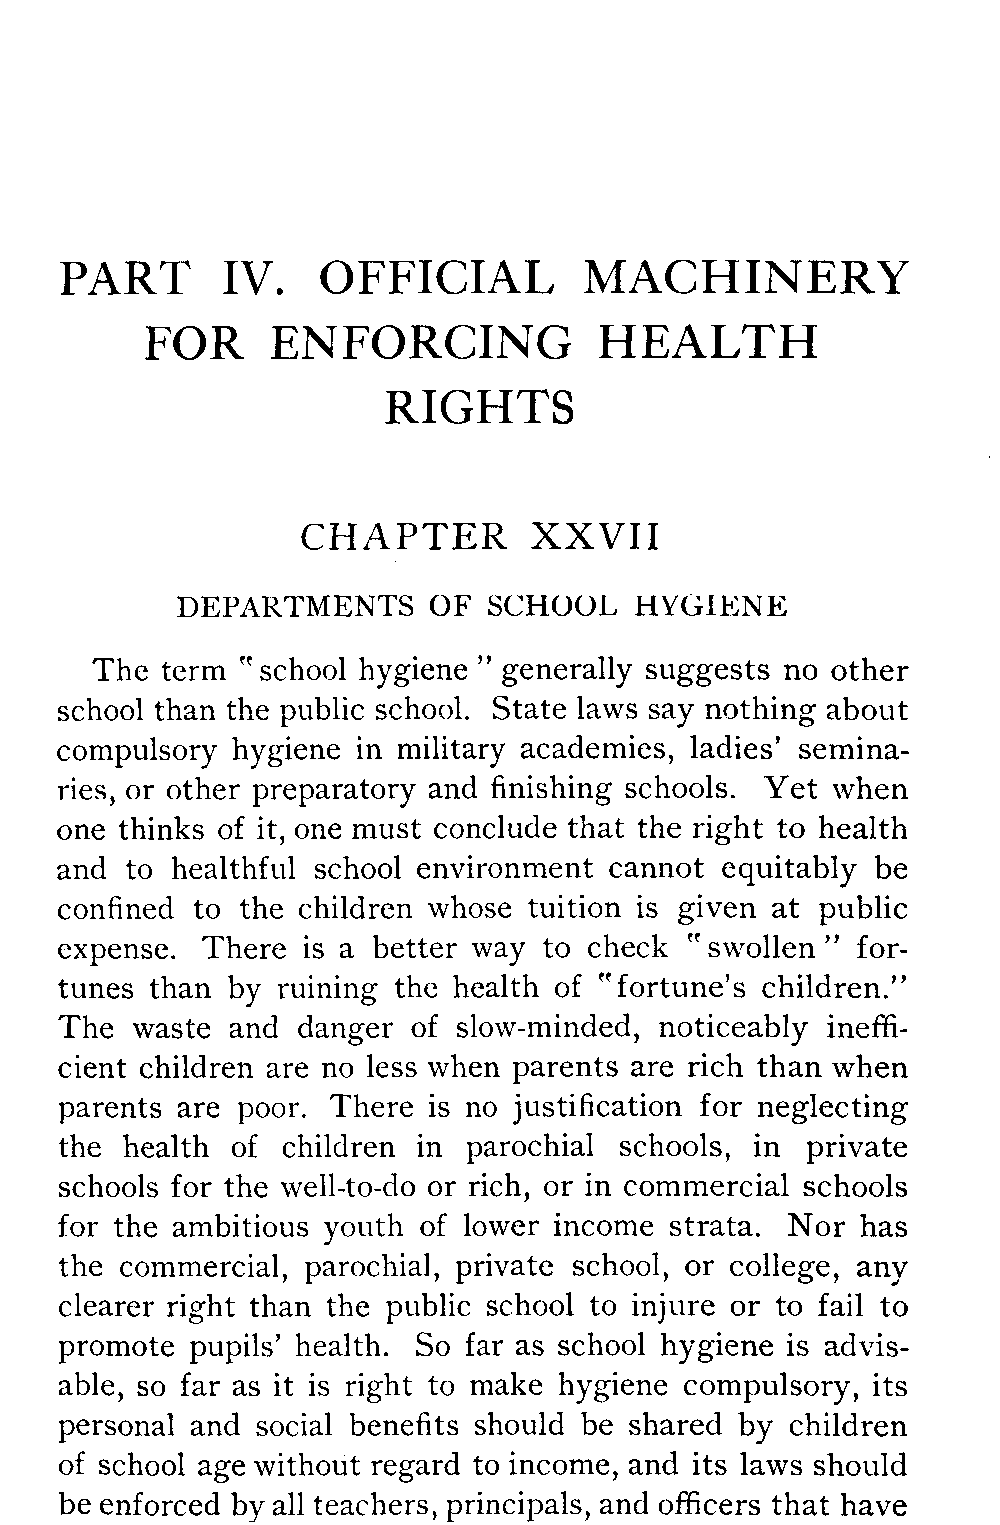 PART IV. OFFICIAL MACHINERY
FOR ENFORCING HEALTH
RIGHTS
CHAPTER XXVII
DEPARTMENTS OF SCHOOL HYGIENE
The term "school hygiene" generally suggests no other
school than the public school. State laws say nothing about
compulsory hygiene in military academies, ladies' semina-
ries, or other preparatory and finishing schools. Yet when
one thinks of it, one must conclude that the right to health
and to healthful school environment cannot equitably be
confined to the children whose tuition is given at public
expense. There is a better way to check "swollen" for-
tunes than by ruining the health of "fortune's children."
The waste and danger of slow-minded, noticeably ineffi-
cient children are no less when parents are rich than when
parents are poor. There is no justification for neglecting
the health of children in parochial schools, in private
schools for the well-to-do or rich, or in commercial schools
for the ambitious youth of lower income strata. Nor has
the commercial, parochial, private school, or college, any
clearer right than the public school to injure or to fail to
promote pupils' health. So far as school hygiene is advis-
able, so far as it is right to make hygiene compulsory, its
personal and social benefits should be shared by children
of school age without regard to income, and its laws should
be enforced by all teachers, principals, and officers that have